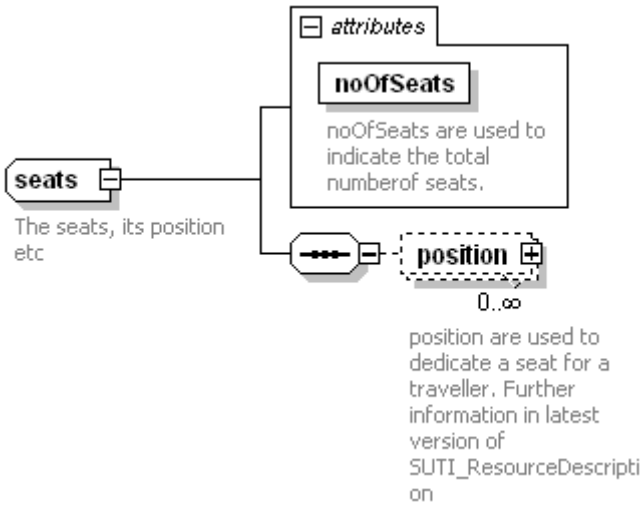 attributes
noOfSeats
noOfSeats are used to
indicate the total
numberof seats.
seats
The seats, its position
etc
position
0..∞
position are used to
dedicate a seat for a
traveller. Further
information in latest
version of
SUTI_ResourceDescripti
on